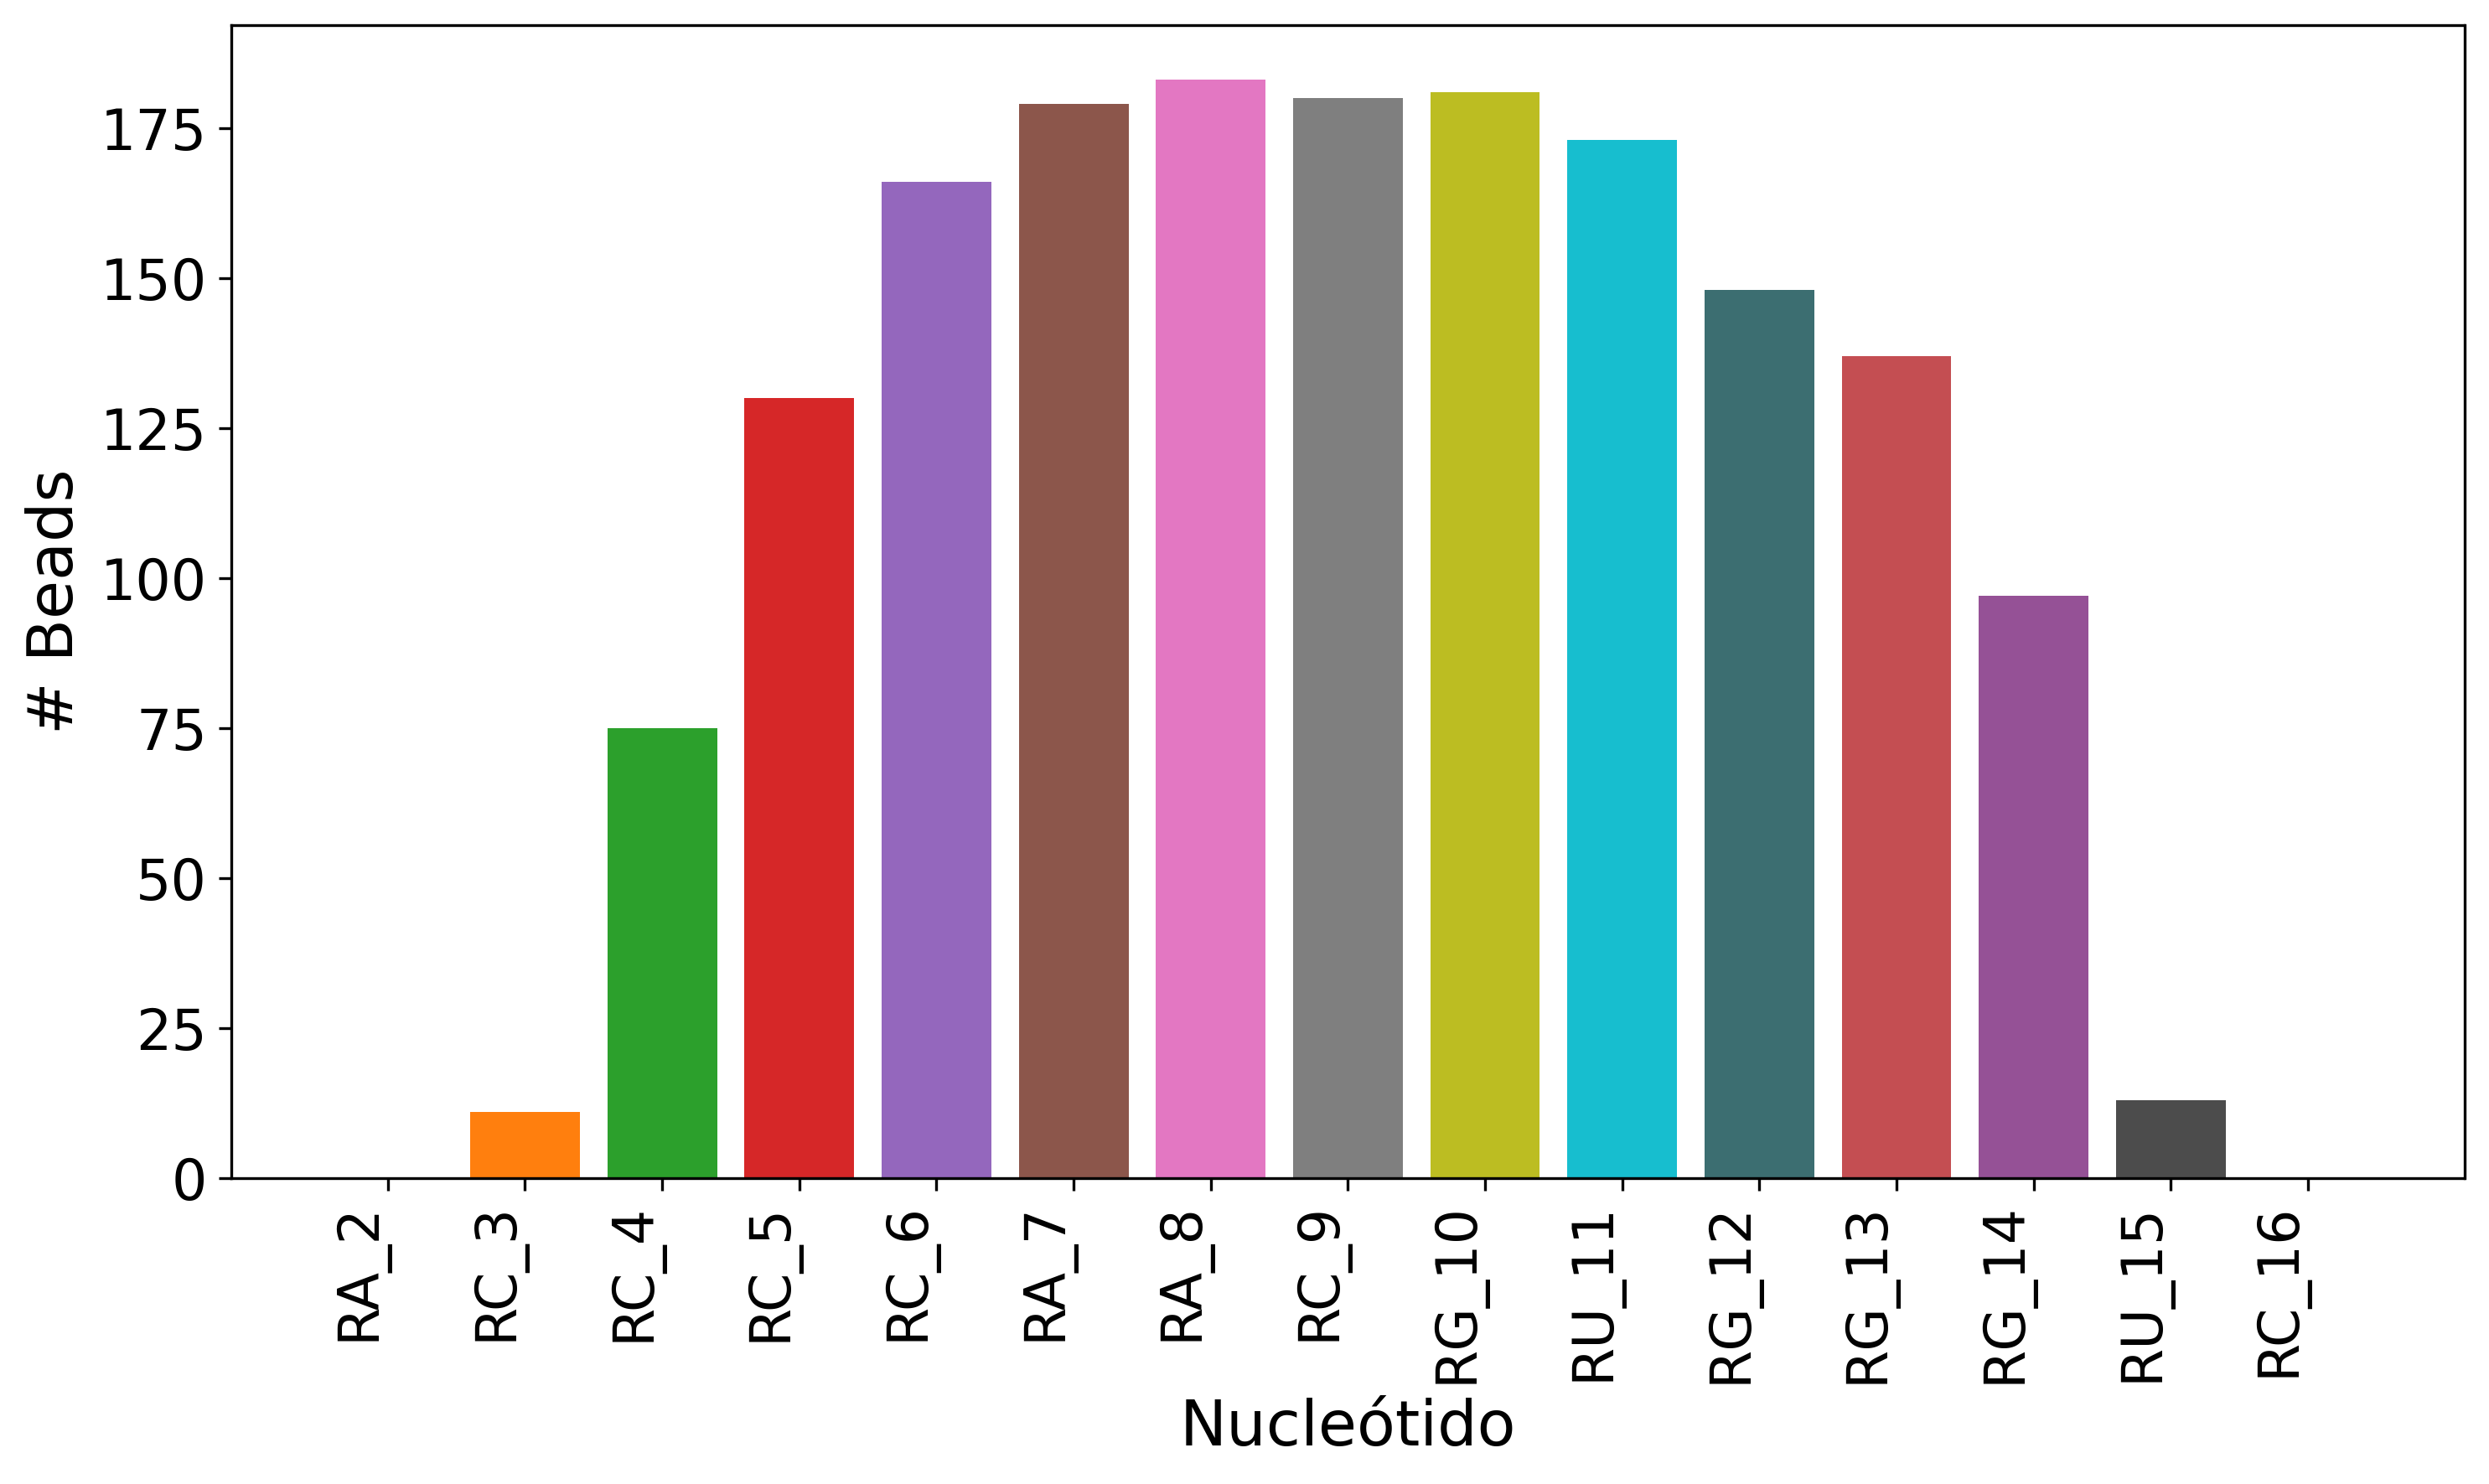 # Beads
175
150
125
100
75
50
25
0
RA_2
RC_3
RC_4
RC_5
RC_6
RA_7
RA_8
RC_9
RG_10
RU_11
RG_12
RG_13
RG_14
RU_15
RC_16
Nucleótido